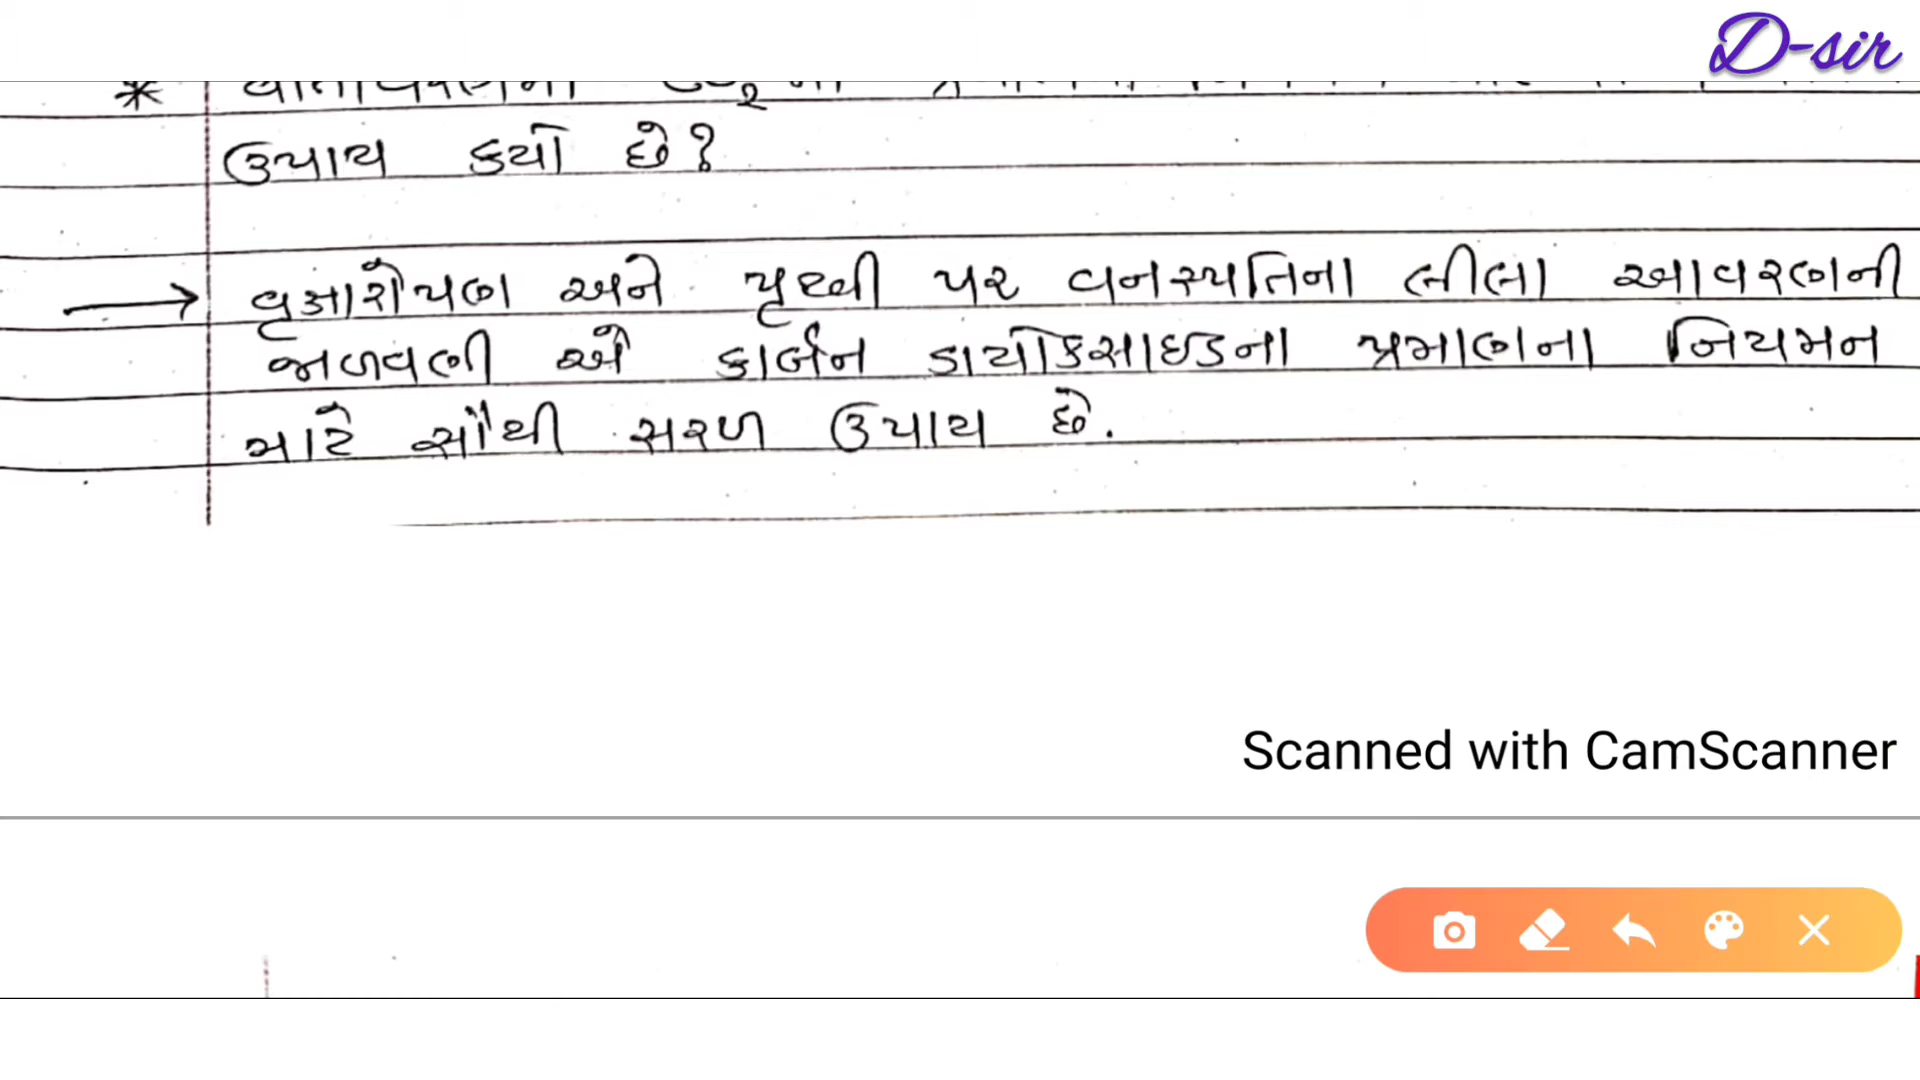 D-sir
*
ઉપાય કયો છે?
→ વૃક્ષારોપણ અને પૃથ્વી પર વનસ્પતિના લીલા આવરણની
જાળવણી એ કાર્બન ડાયોક્સાઇડના પ્રમાણના નિયમન
માટે સૌથી સરળ ઉપાય છે.
Scanned with CamScanner